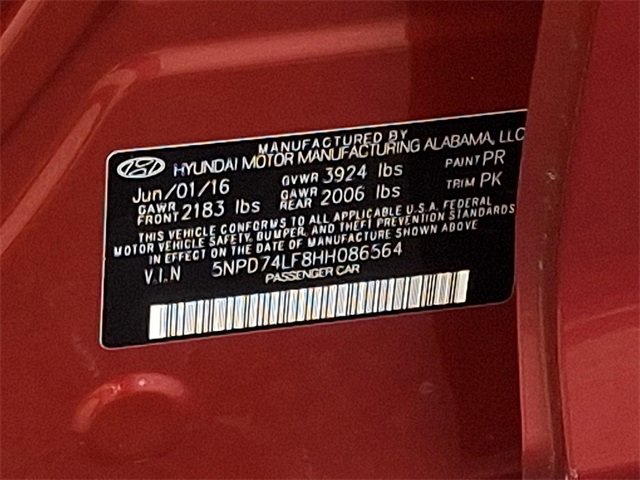 MANUFACTURED BY
HYUNDAI MOTOR MANUFACTURING ALABAMA, LLC
Jun/01/16 GVWR 3924 lbs PAINT PR
GAWR FRONT 2183 lbs GAWR REAR 2006 lbs TRIM PK
THIS VEHICLE CONFORMS TO ALL APPLICABLE U.S.A. FEDERAL
MOTOR VEHICLE SAFETY, BUMPER, AND THEFT PREVENTION STANDARDS
IN EFFECT ON THE DATE OF MANUFACTURE SHOWN ABOVE
V.I.N 5NPD74LF8HH086564
PASSENGER CAR